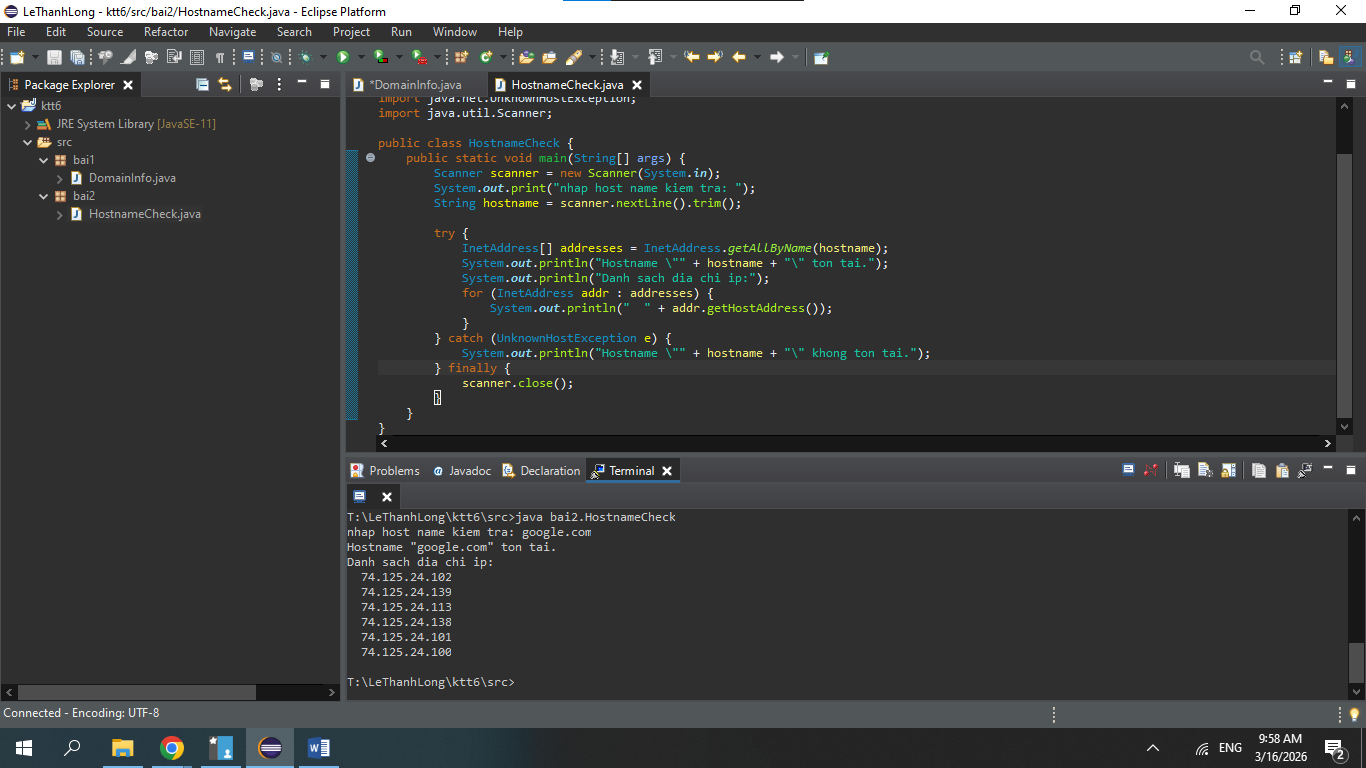 LeThanhLong - ktt6/src/bai2/HostnameCheck.java - Eclipse Platform
File Edit Source Refactor Navigate Search Project Run Window Help
Package Explorer
*DomainInfo.java HostnameCheck.java
ktt6
JRE System Library [JavaSE-11]
src
bai1
DomainInfo.java
bai2
HostnameCheck.java
import java.net.UnknownHostException;
import java.util.Scanner;
public class HostnameCheck {
public static void main(String[] args) {
Scanner scanner = new Scanner(System.in);
System.out.print("nhap host name kiem tra: ");
String hostname = scanner.nextLine().trim();
try {
InetAddress[] addresses = InetAddress.getAllByName(hostname);
System.out.println("Hostname \"" + hostname + "\" ton tai.");
System.out.println("Danh sach dia chi ip:");
for (InetAddress addr : addresses) {
System.out.println("  " + addr.getHostAddress());
}
} catch (UnknownHostException e) {
System.out.println("Hostname \"" + hostname + "\" khong ton tai.");
} finally {
scanner.close();
}
}
}
Problems @ Javadoc Declaration Terminal
T:\LeThanhLong\ktt6\src>java bai2.HostnameCheck
nhap host name kiem tra: google.com
Hostname "google.com" ton tai.
Danh sach dia chi ip:
74.125.24.102
74.125.24.139
74.125.24.113
74.125.24.138
74.125.24.101
74.125.24.100
T:\LeThanhLong\ktt6\src>
Connected - Encoding: UTF-8
ENG
9:58 AM
3/16/2026
2